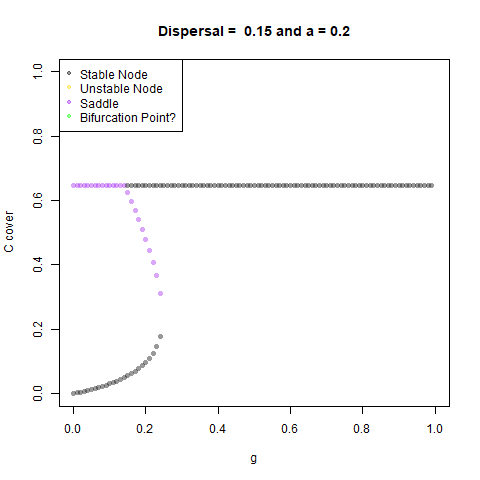 Dispersal =  0.15 and a = 0.2
Stable Node
Unstable Node
Saddle
Bifurcation Point?
C cover
1.0
0.8
0.6
0.4
0.2
0.0
0.0 0.2 0.4 0.6 0.8 1.0
g